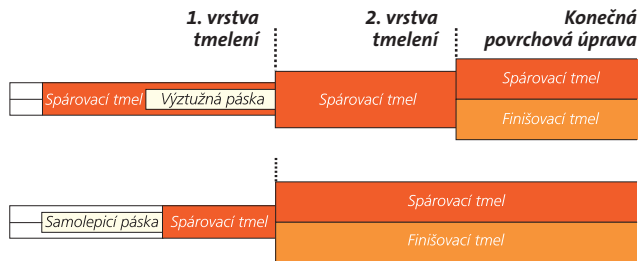 1. vrstva tmelení
2. vrstva tmelení
Konečná povrchová úprava
Spárovací tmel
Výztužná páska
Spárovací tmel
Spárovací tmel
Finišovací tmel
Samolepicí páska
Spárovací tmel
Spárovací tmel
Finišovací tmel